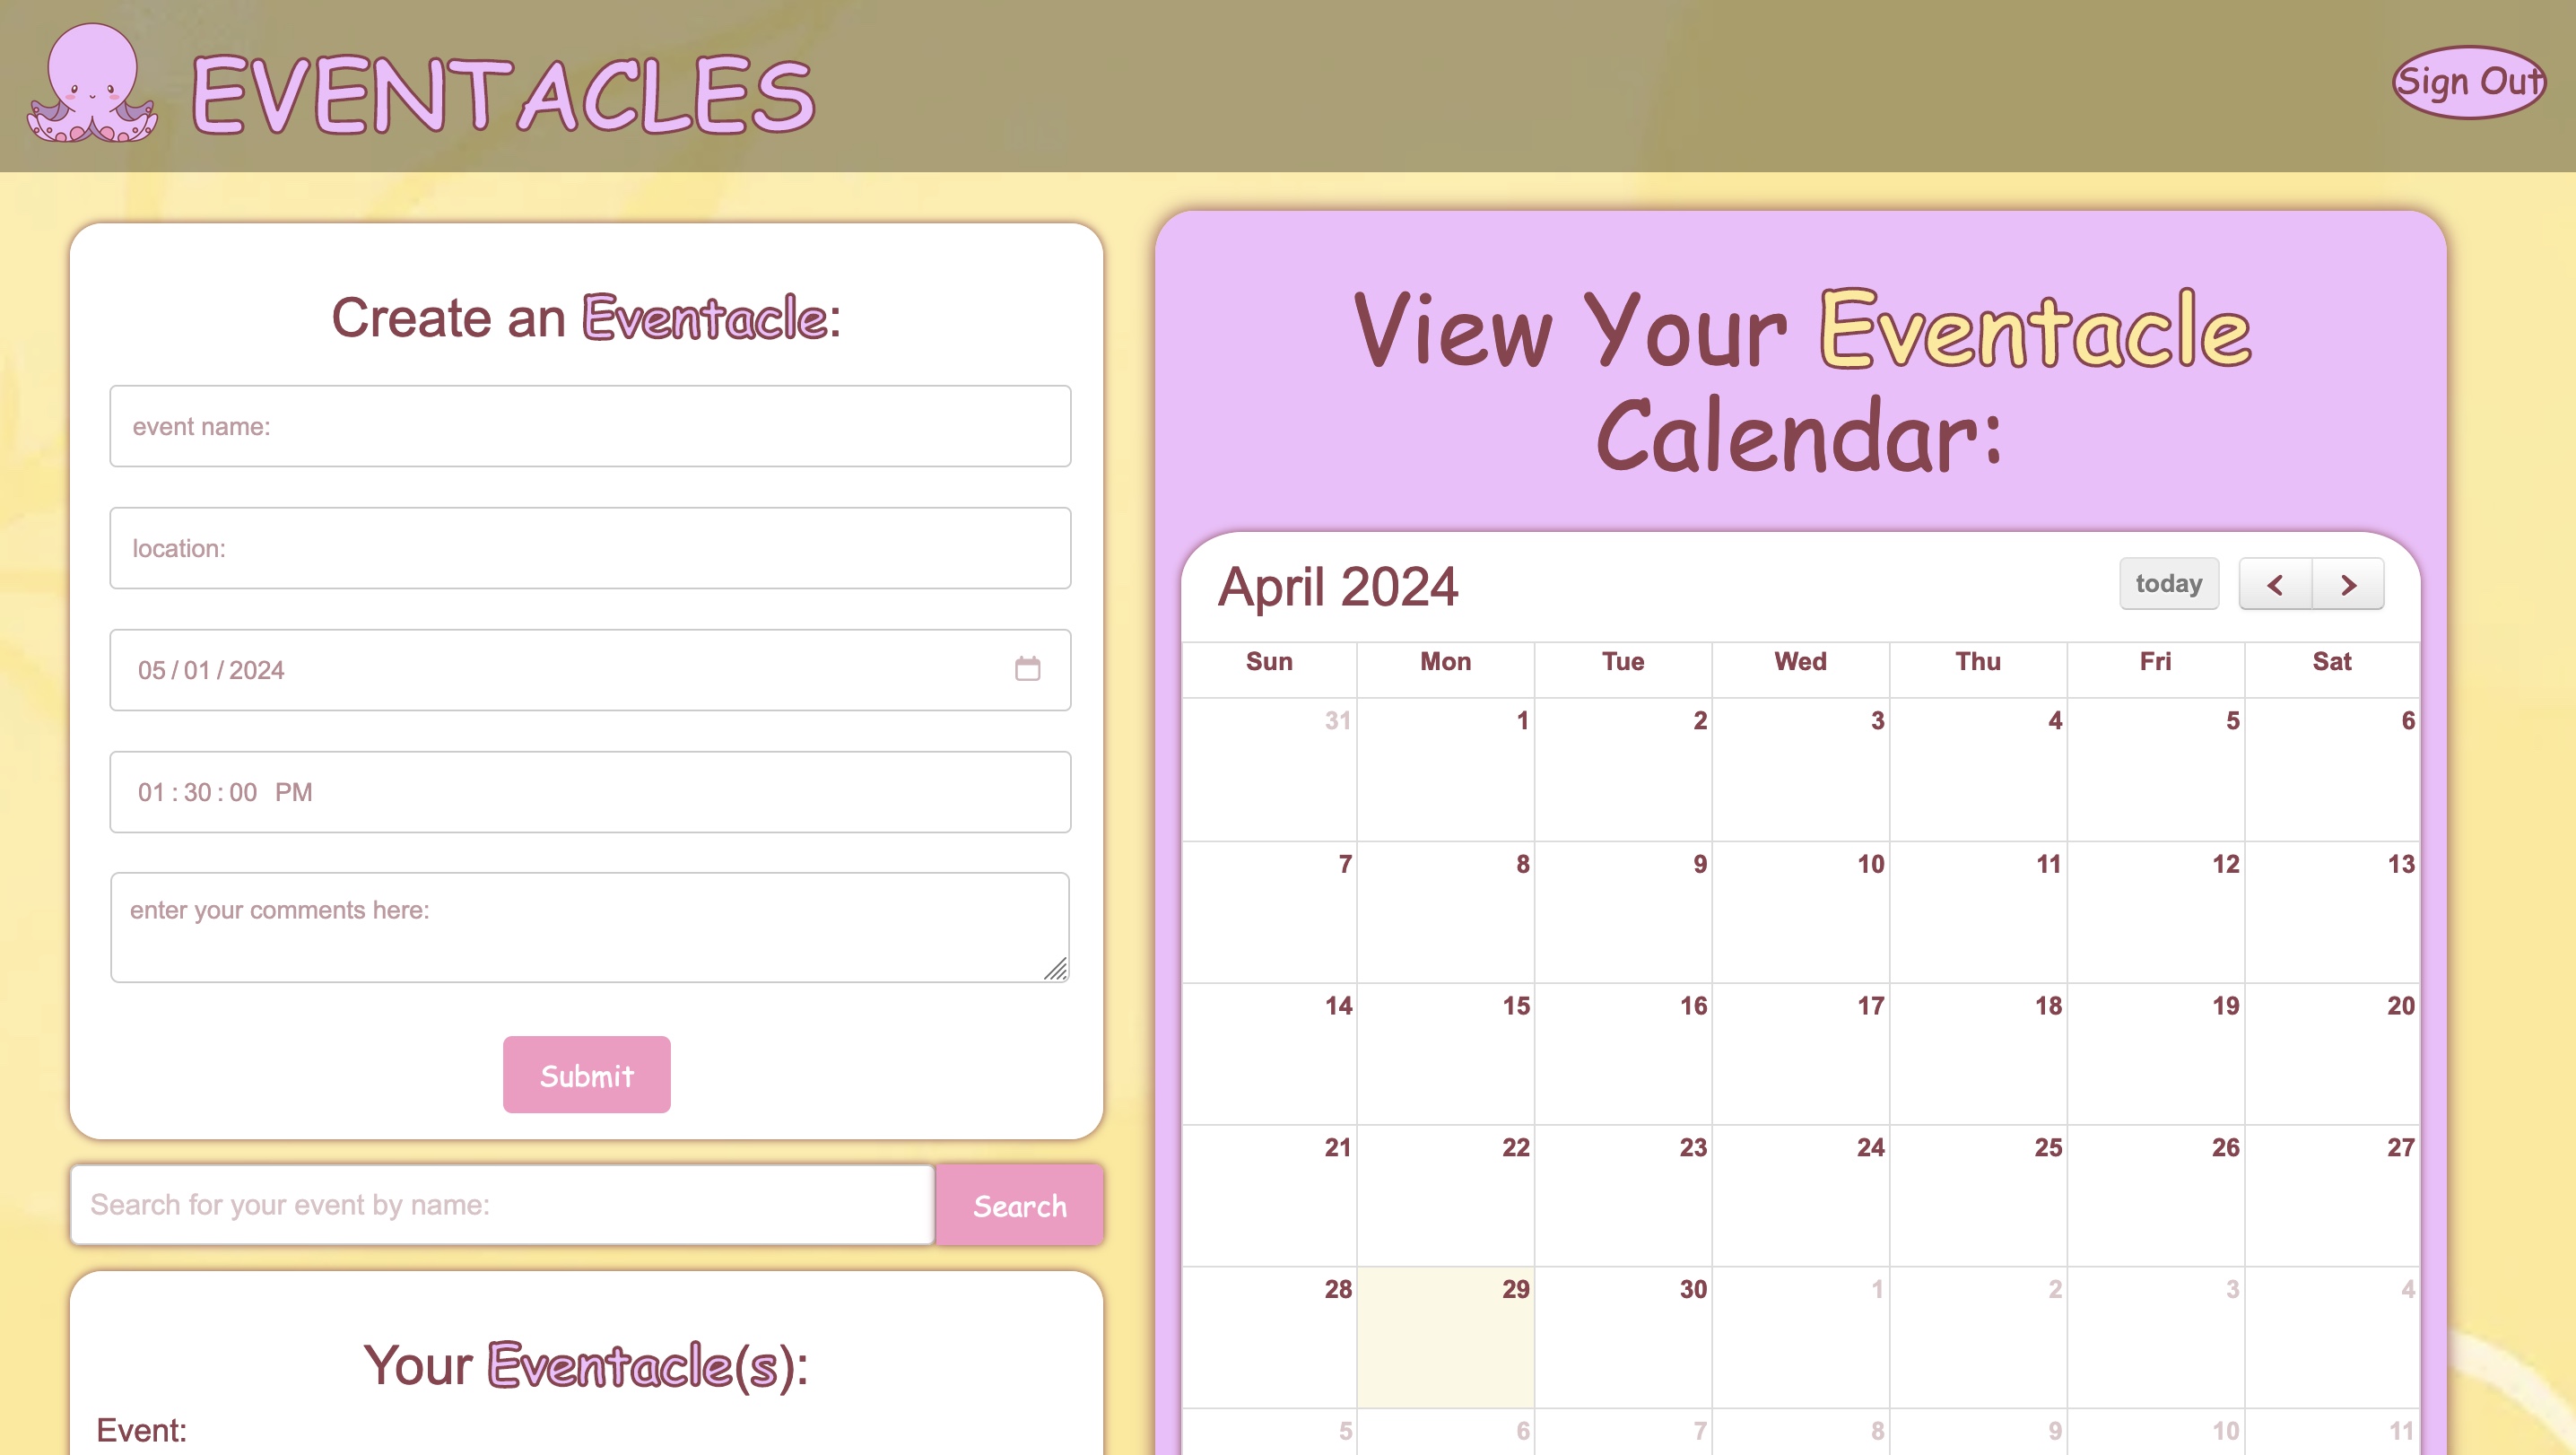 EVENTACLES
Sign Out
Create an Eventacle:
event name:
location:
05/01/2024
01:30:00 PM
enter your comments here:
Submit
Search for your event by name:
Search
Your Eventacle(s):
Event:
View Your Eventacle
Calendar:
April 2024
today
Sun Mon Tue Wed Thu Fri Sat
31 1 2 3 4 5 6
7 8 9 10 11 12 13
14 15 16 17 18 19 20
21 22 23 24 25 26 27
28 29 30 1 2 3 4
5 6 7 8 9 10 11